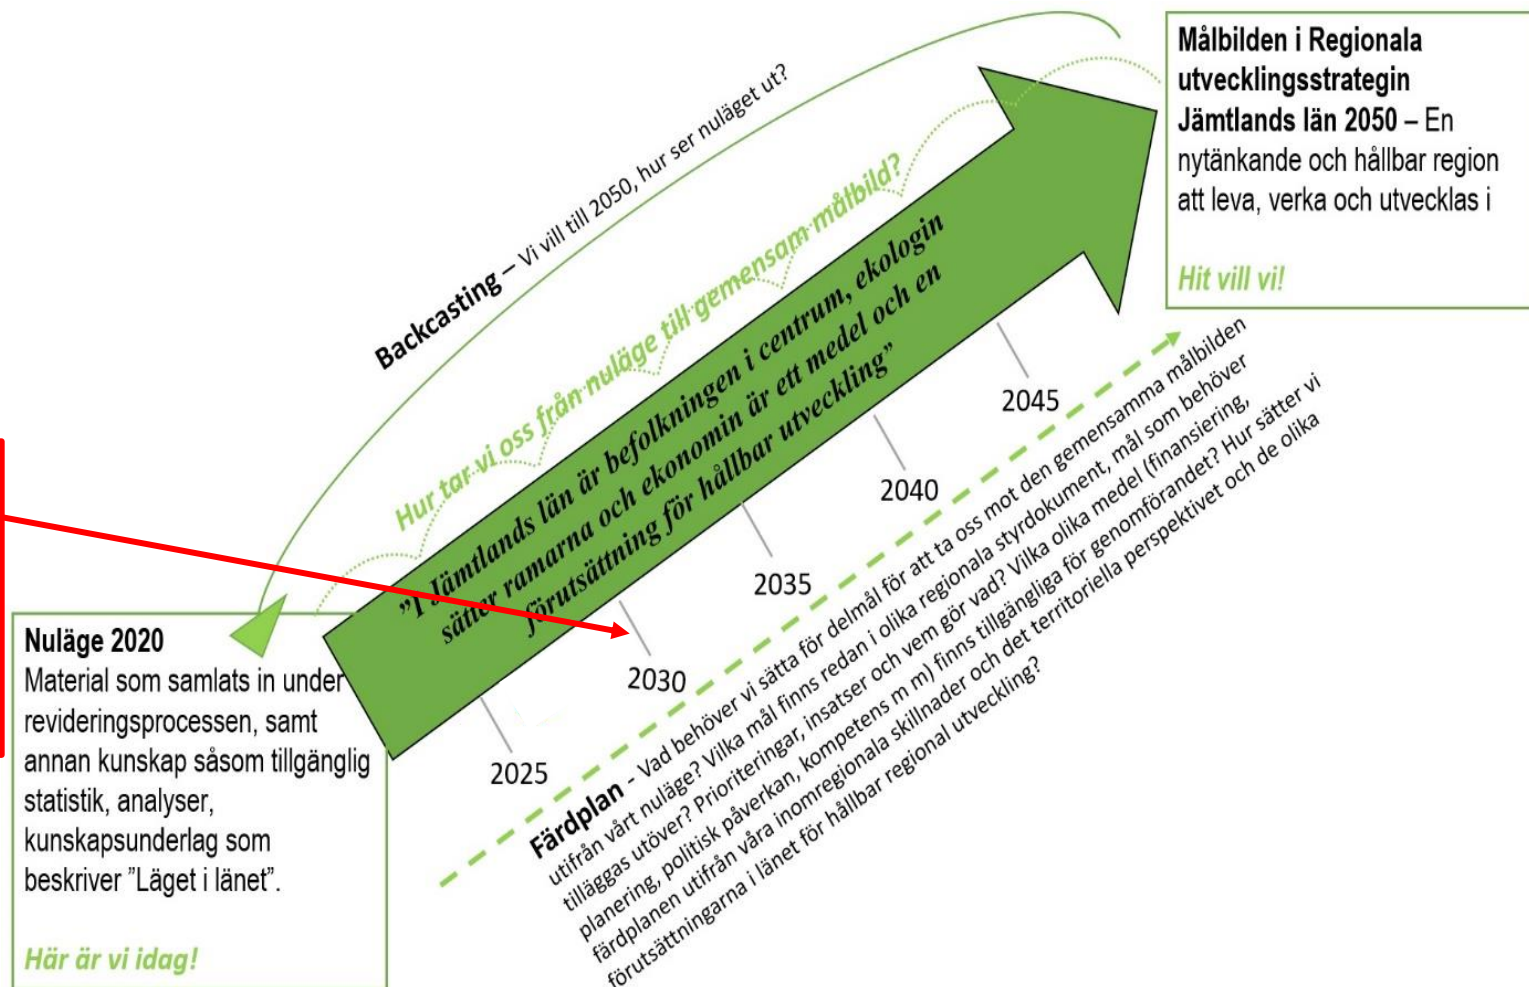 Målbilden i Regionala
utvecklingsstrategin
Jämtlands län 2050 – En
nytänkande och hållbar region
att leva, verka och utvecklas i
Hit vill vi!
Backcasting – Vi vill till 2050, hur ser nuläget ut?
Hur tar vi oss från nuläge till gemensam målbild?
”I Jämtlands län är befolkningen i centrum, ekologin
sätter ramarna och ekonomin är ett medel och en
förutsättning för hållbar utveckling”
2045
2040
2035
2030
2025
Nuläge 2020
Material som samlats in under
revideringsprocessen, samt
annan kunskap såsom tillgänglig
statistik, analyser,
kunskapsunderlag som
beskriver ”Läget i länet”.
Här är vi idag!
Färdplan - Vad behöver vi sätta för delmål för att ta oss mot den gemensamma målbilden
utifrån vårt nuläge? Vilka mål finns redan i olika regionala styrdokument, mål som behöver
tilläggas utöver? Prioriteringar, insatser och vem gör vad? Vilka olika medel (finansiering,
planering, politisk påverkan, kompetens m m) finns tillgängliga för genomförandet? Hur sätter vi
färdplanen utifrån våra inomregionala skillnader och det territoriella perspektivet och de olika
förutsättningarna i länet för hållbar regional utveckling?